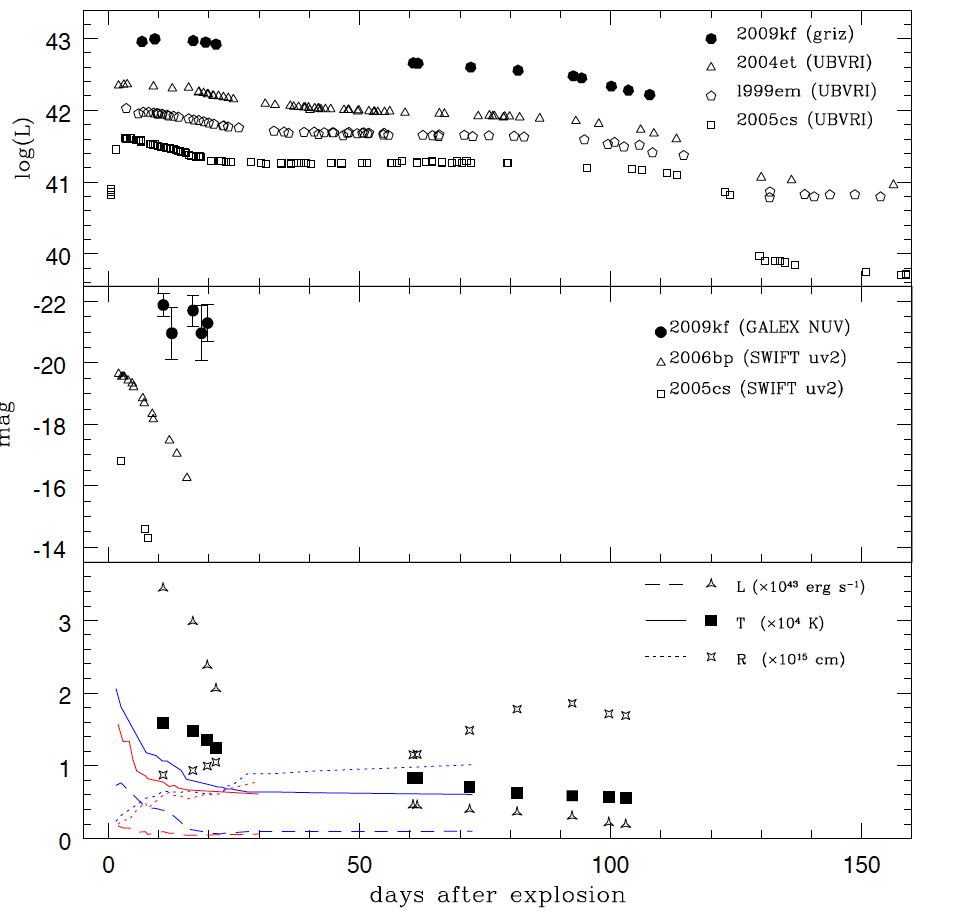 43
42
41
40
log(L)
2009kf (griz)
2004et (UBVRI)
1999em (UBVRI)
2005cs (UBVRI)
-22
-20
-18
-16
-14
mag
2009kf (GALEX NUV)
2006bp (SWIFT uv2)
2005cs (SWIFT uv2)
3
2
1
0
L (×10⁴³ erg s⁻¹)
T (×10⁴ K)
R (×10¹⁵ cm)
0 50 100 150
days after explosion